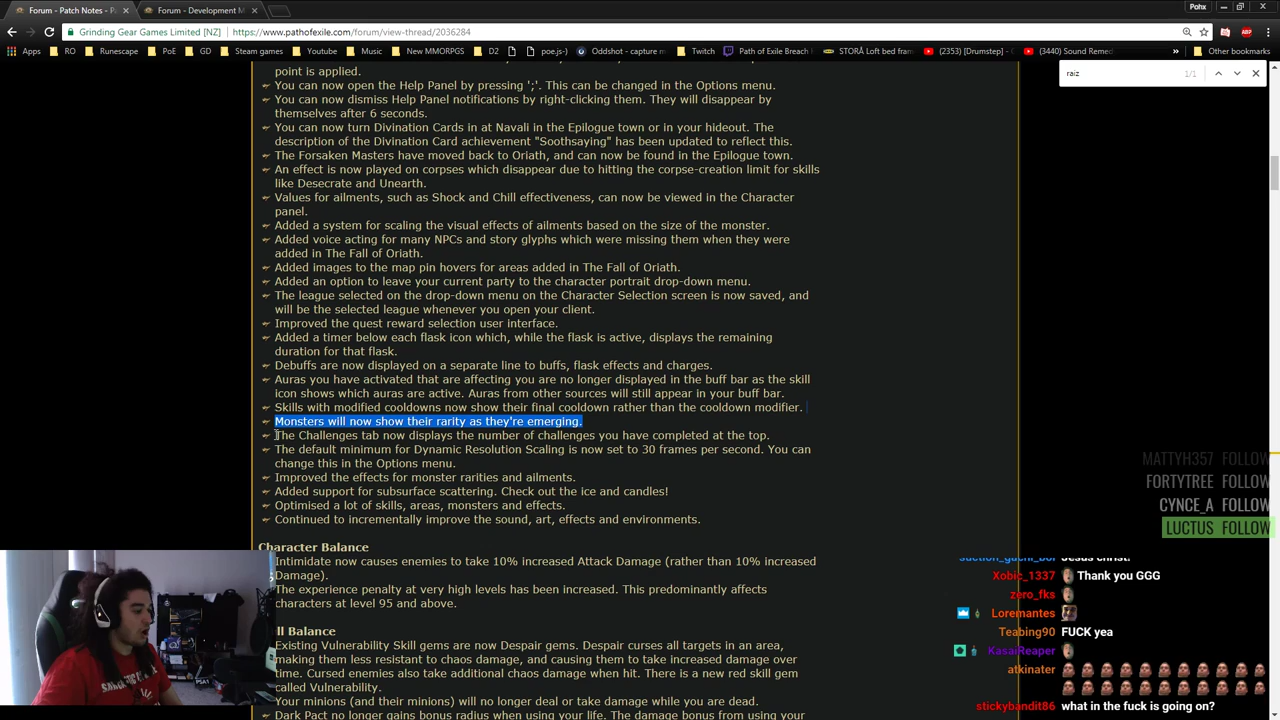 Forum - Patch Notes - P
Forum - Development M
Pohx
Grinding Gear Games Limited [NZ]
https://www.pathofexile.com/forum/view-thread/2036284
Apps
RO
Runescape
PoE
GD
Steam games
Youtube
Music
New MMORPGS
D2
poe.js-)
Oddshot - capture m
Twitch
Path of Exile Breach
STORÅ Loft bed fram
(2353) [Drumstep] —
(3440) Sound Remed
»
Other bookmarks
raiz
1/1
point is applied.
You can now open the Help Panel by pressing ';'. This can be changed in the Options menu.
You can now dismiss Help Panel notifications by right-clicking them. They will disappear by
themselves after 6 seconds.
You can now turn Divination Cards in at Navali in the Epilogue town or in your hideout. The
description of the Divination Card achievement "Soothsaying" has been updated to reflect this.
The Forsaken Masters have moved back to Oriath, and can now be found in the Epilogue town.
An effect is now played on corpses which disappear due to hitting the corpse-creation limit for skills
like Desecrate and Unearth.
Values for ailments, such as Shock and Chill effectiveness, can now be viewed in the Character
panel.
Added a system for scaling the visual effects of ailments based on the size of the monster.
Added voice acting for many NPCs and story glyphs which were missing them when they were
added in The Fall of Oriath.
Added images to the map pin hovers for areas added in The Fall of Oriath.
Added an option to leave your current party to the character portrait drop-down menu.
The league selected on the drop-down menu on the Character Selection screen is now saved, and
will be the selected league whenever you open your client.
Improved the quest reward selection user interface.
Added a timer below each flask icon which, while the flask is active, displays the remaining
duration for that flask.
Debuffs are now displayed on a separate line to buffs, flask effects and charges.
Auras you have activated that are affecting you are no longer displayed in the buff bar as the skill
icon shows which auras are active. Auras from other sources will still appear in your buff bar.
Skills with modified cooldowns now show their final cooldown rather than the cooldown modifier.
Monsters will now show their rarity as they're emerging.
The Challenges tab now displays the number of challenges you have completed at the top.
The default minimum for Dynamic Resolution Scaling is now set to 30 frames per second. You can
change this in the Options menu.
Improved the effects for monster rarities and ailments.
Added support for subsurface scattering. Check out the ice and candles!
Optimised a lot of skills, areas, monsters and effects.
Continued to incrementally improve the sound, art, effects and environments.
Character Balance
Intimidate now causes enemies to take 10% increased Attack Damage (rather than 10% increased
Damage).
The experience penalty at very high levels has been increased. This predominantly affects
characters at level 95 and above.
ll Balance
Existing Vulnerability Skill gems are now Despair gems. Despair curses all targets in an area,
making them less resistant to chaos damage, and causing them to take increased damage over
time. Cursed enemies also take additional chaos damage when hit. There is a new red skill gem
called Vulnerability.
Your minions (and their minions) will no longer deal or take damage while you are dead.
Dark Pact no longer gains bonus radius when using your life. The damage bonus from using your
MATTYH357 FOLLOW
FORTYTREE FOLLOW
CYNCE_A FOLLOW
LUCTUS FOLLOW
Jesus christ!
Xobic_1337 Thank you GGG
zero_fks
Loremantes
Teabing90 FUCK yea
KasaiReaper
atkinater
stickybandit86 what in the fuck is going on?